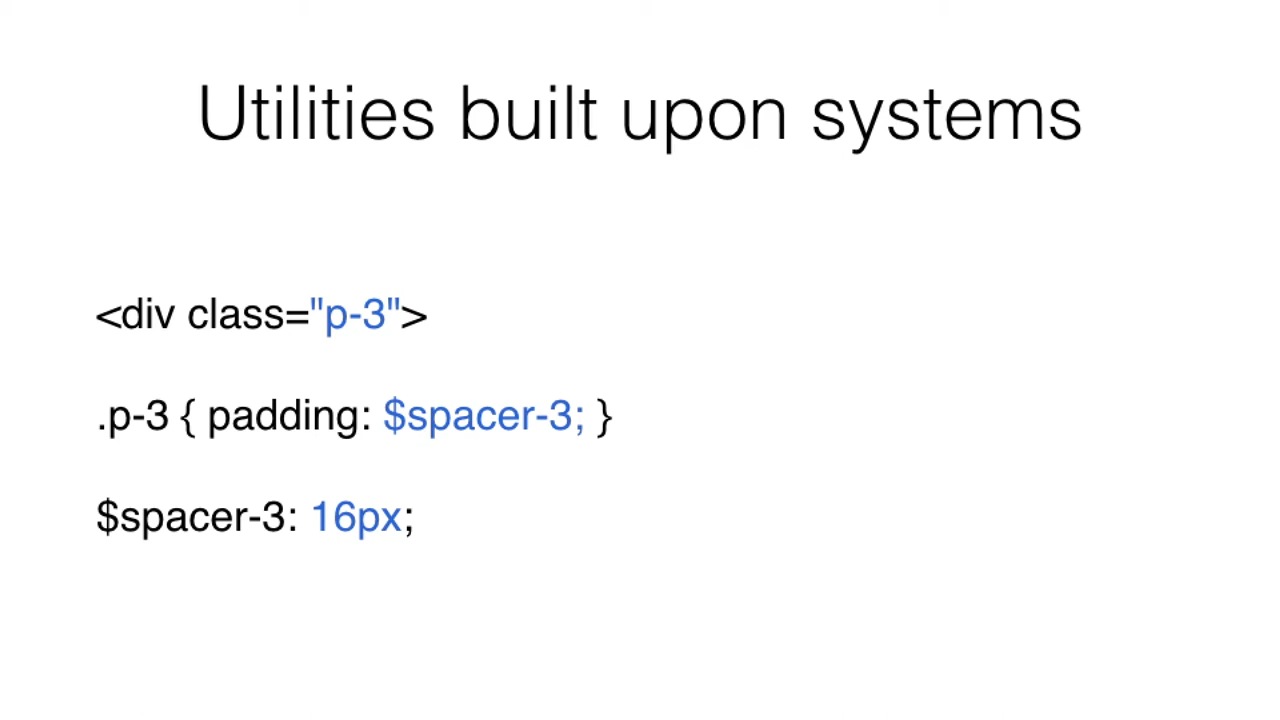 Utilities built upon systems
<div class="p-3">
.p-3 { padding: $spacer-3; }
$spacer-3: 16px;